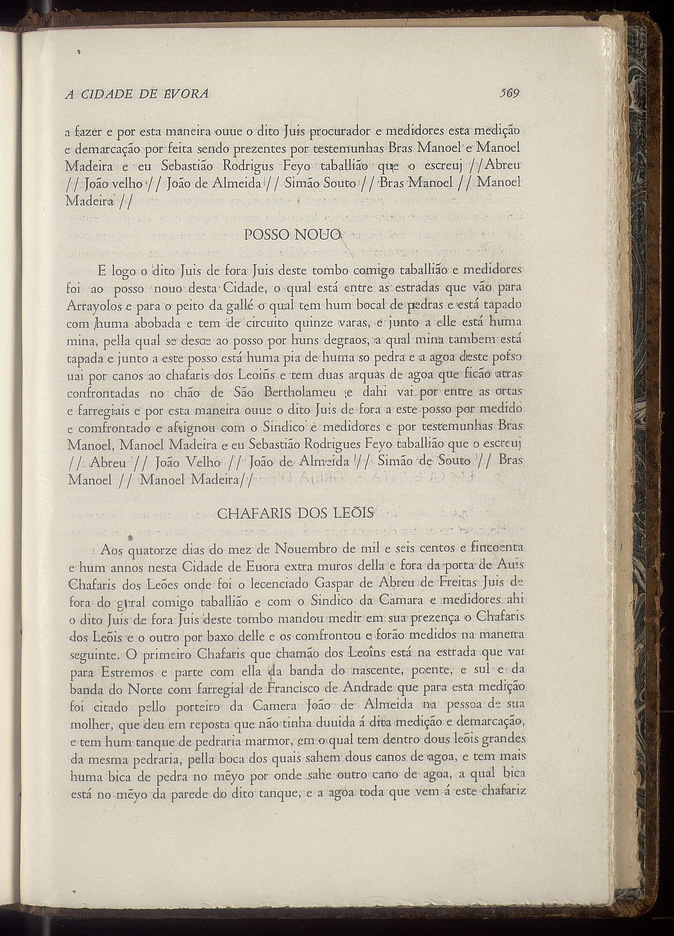 A CIDADE DE ÉVORA 569
a fazer e por esta maneira ouue o dito Juis procurador e medidores esta medição
e demarcação por feita sendo prezentes por testemunhas Bras Manoel e Manoel
Madeira e eu Sebastião Rodrigus Feyo taballião que o escreuj //Abreu
// João velho // João de Almeida // Simão Souto // Bras Manoel // Manoel
Madeira //
POSSO NOUO
E logo o dito Juis de fora Juis deste tombo comigo taballião e medidores
foi ao posso nouo desta Cidade, o qual está entre as estradas que vão para
Arrayolos e para o peito da gallé o qual tem hum bocal de pedras e está tapado
com huma abobada e tem de circuito quinze varas, e junto a elle está huma
mina, pella qual se desce ao posso por huns degraos, a qual mina tambem está
tapada e junto a este posso está huma pia de huma so pedra e a agoa deste posso
uai por canos ao chafaris dos Leoiñs e tem duas arquas de agoa que ficão atras
confrontadas no chão de São Bertholameu e dahi vai por entre as ortas
e farregiais e por esta maneira ouue o dito Juis de fora a este posso por medido
e comfrontado e afsignou com o Sindico e medidores e por testemunhas Bras
Manoel, Manoel Madeira e eu Sebastião Rodrigues Feyo taballião que o escreuj
// Abreu // João Velho // João de Almeida // Simão de Souto // Bras
Manoel // Manoel Madeira//
CHAFARIS DOS LEÕIS
Aos quatorze dias do mez de Nouembro de mil e seis centos e fincoenta
e hum annos nesta Cidade de Euora extra muros della e fora da porta de Auis
Chafaris dos Leões onde foi o lecenciado Gaspar de Abreu de Freitas Juis de
fora do geral comigo taballião e com o Sindico da Camara e medidores ahi
o dito Juis de fora Juis deste tombo mandou medir em sua prezença o Chafaris
dos Leõis e o outro por baxo delle e os comfrontou e forão medidos na maneira
seguinte. O primeiro Chafaris que chamão dos Leoîns está na estrada que vai
para Estremos e parte com ella da banda do nascente, poente, e sul e da
banda do Norte com farregial de Francisco de Andrade que para esta medição
foi citado pello porteiro da Camera João de Almeida na pessoa de sua
molher, que deu em reposta que não tinha duuida á dita medição e demarcação,
e tem hum tanque de pedraria marmor, em o qual tem dentro dous leõis grandes
da mesma pedraria, pella boca dos quais sahem dous canos de agoa, e tem mais
huma bica de pedra no mẽyo por onde sahe outro cano de agoa, a qual bica
está no mẽyo da parede do dito tanque, e a agoa toda que vem á este chafariz